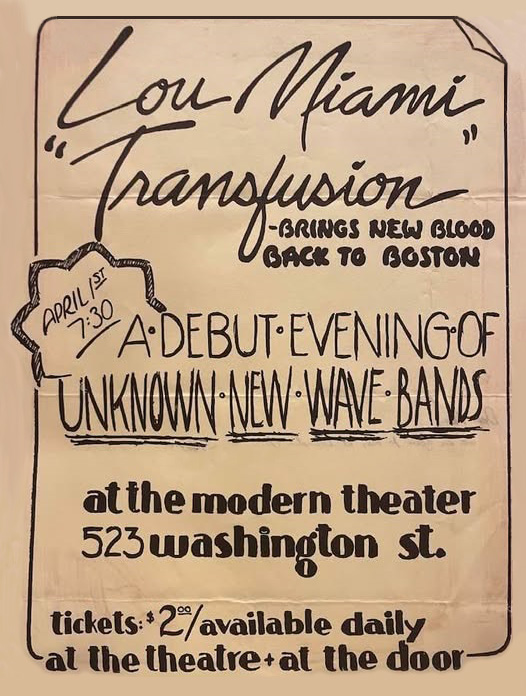 Lou Miami
"Transfusion"
-BRINGS NEW BLOOD
BACK TO BOSTON
APRIL 1ST
7:30
A·DEBUT·EVENING·OF
UNKNOWN·NEW·WAVE·BANDS
at the modern theater
523 washington st.
tickets: $2.00/available daily
at the theatre + at the door